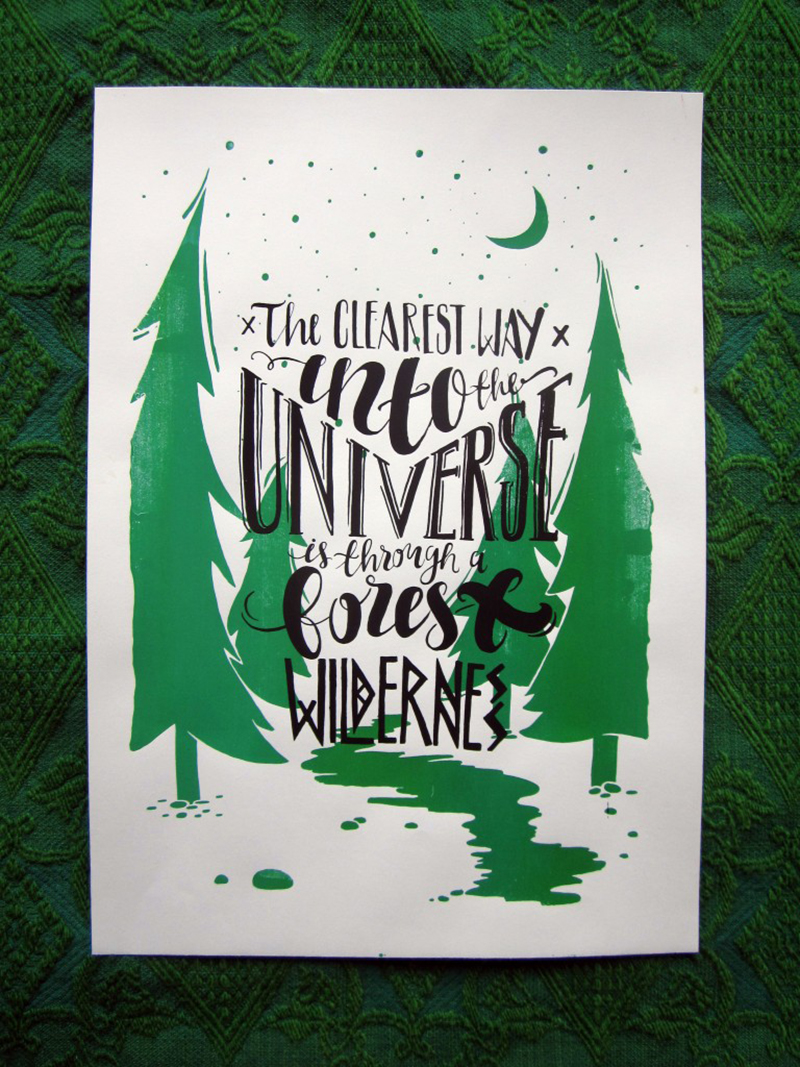 x The CLEAREST WAY x
into the
UNIVERSE
is through a
forest
WILDERNESS